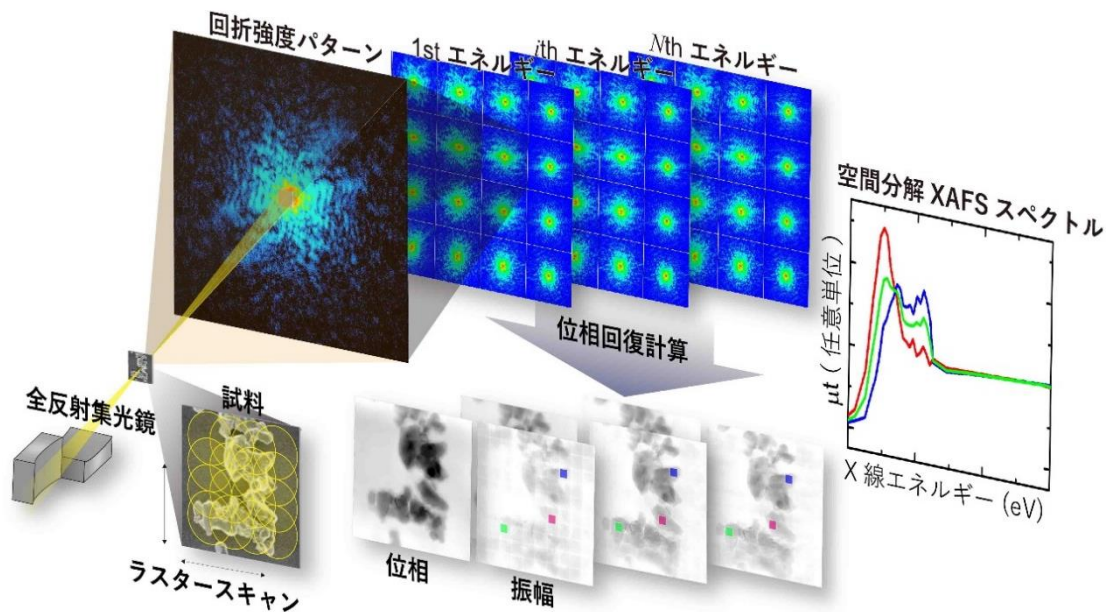 回折強度パターン
1st エネルギー
ith エネルギー
Nth エネルギー
空間分解 XAFS スペクトル
μt (任意単位)
X 線エネルギー (eV)
位相回復計算
全反射集光鏡
試料
ラスタースキャン
位相
振幅